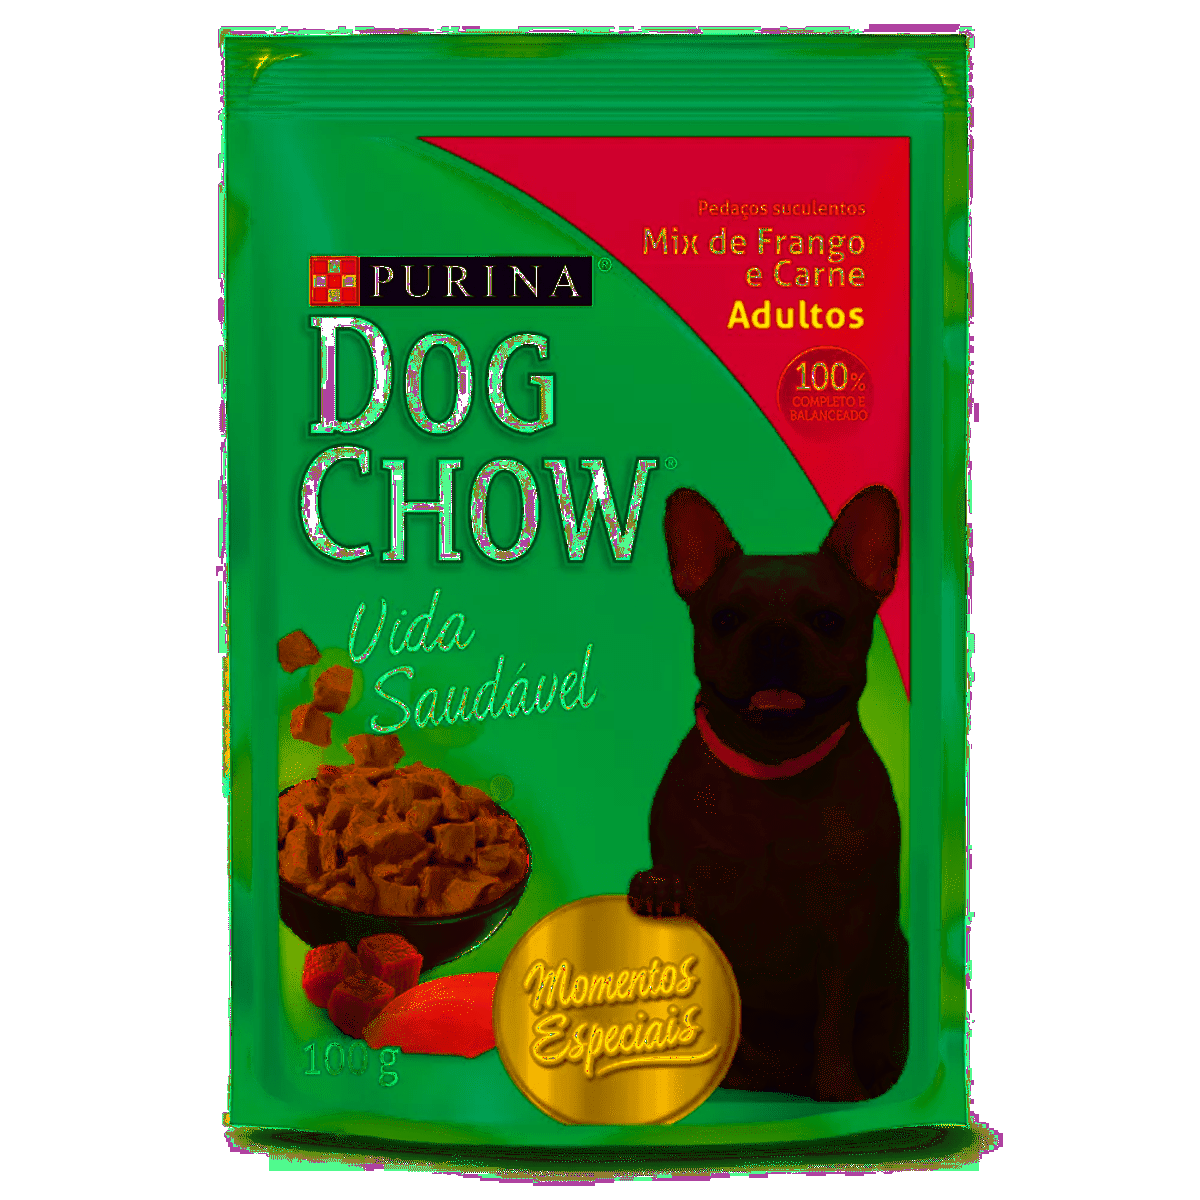 Pedaços suculentos
Mix de Frango
e Carne
Adultos
100%
COMPLETO E
BALANCEADO
PURINA®
DOG
CHOW®
Vida
Saudável
Momentos
Especiais
100 g